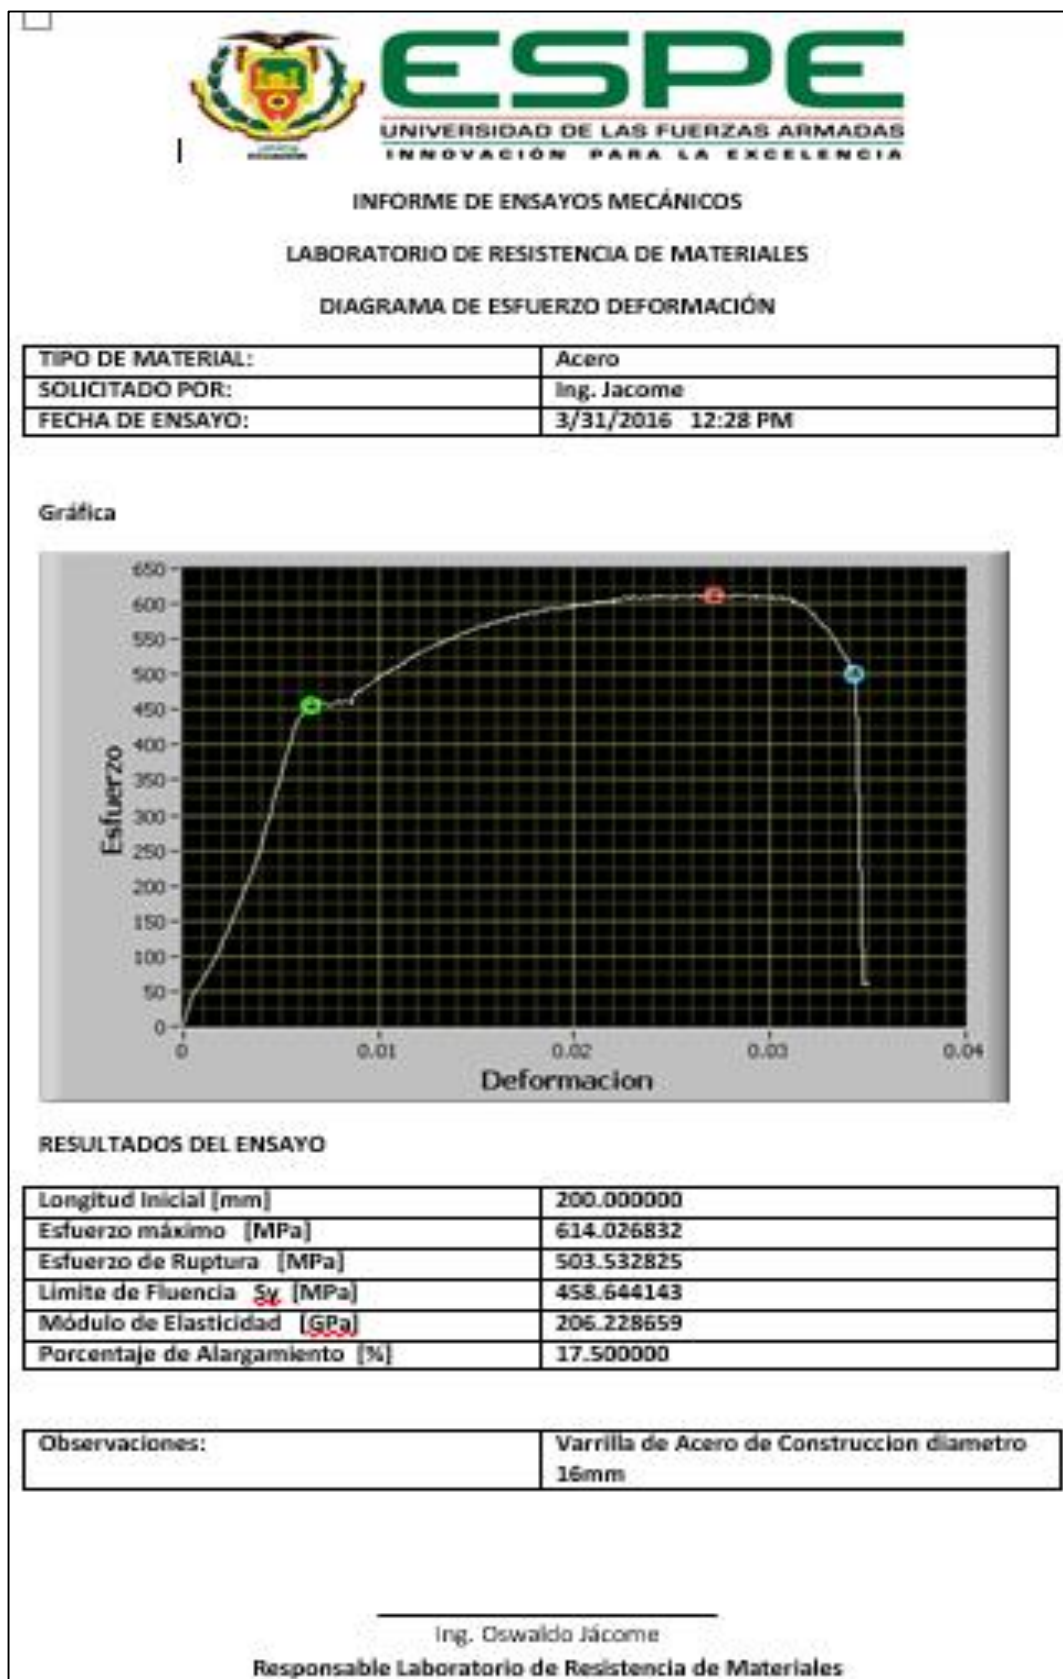 ESPE
UNIVERSIDAD DE LAS FUERZAS ARMADAS
INNOVACIÓN PARA LA EXCELENCIA
INFORME DE ENSAYOS MECÁNICOS
LABORATORIO DE RESISTENCIA DE MATERIALES
DIAGRAMA DE ESFUERZO DEFORMACIÓN
TIPO DE MATERIAL: Acero
SOLICITADO POR: Ing. Jacome
FECHA DE ENSAYO: 3/31/2016 12:28 PM
Gráfica
650
600
550
500
450
400
350
300
250
200
150
100
50
0
Esfuerzo
0 0.01 0.02 0.03 0.04
Deformacion
RESULTADOS DEL ENSAYO
Longitud Inicial [mm] 200.000000
Esfuerzo máximo [MPa] 614.026832
Esfuerzo de Ruptura [MPa] 503.532825
Limite de Fluencia Sy [MPa] 458.644143
Módulo de Elasticidad [GPa] 206.228659
Porcentaje de Alargamiento [%] 17.500000
Observaciones: Varrilla de Acero de Construccion diametro
16mm
Ing. Oswaldo Jácome
Responsable Laboratorio de Resistencia de Materiales